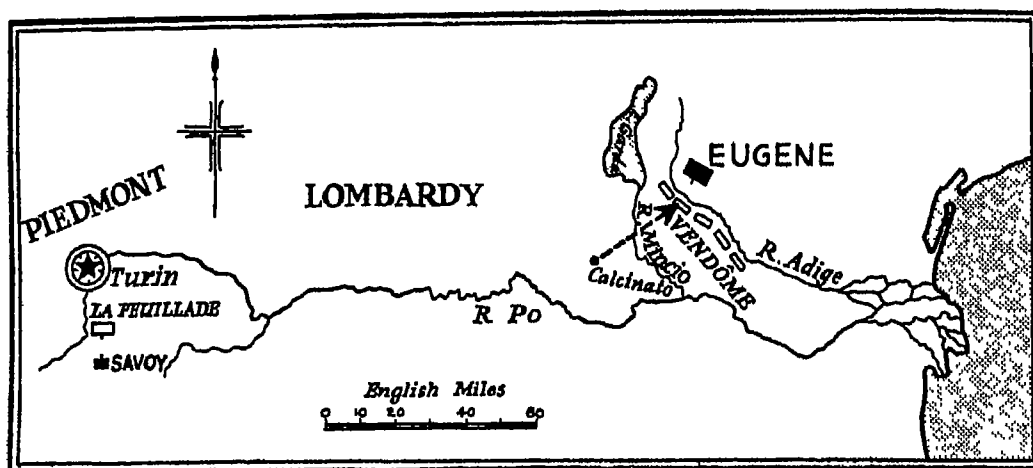 Garda
EUGENE
PIEDMONT
LOMBARDY
R. Mincio
VENDÔME
Turin
R. Adige
Calcinato
LA FEUILLADE
R Po
SAVOY
English Miles
0 10 20 40 60